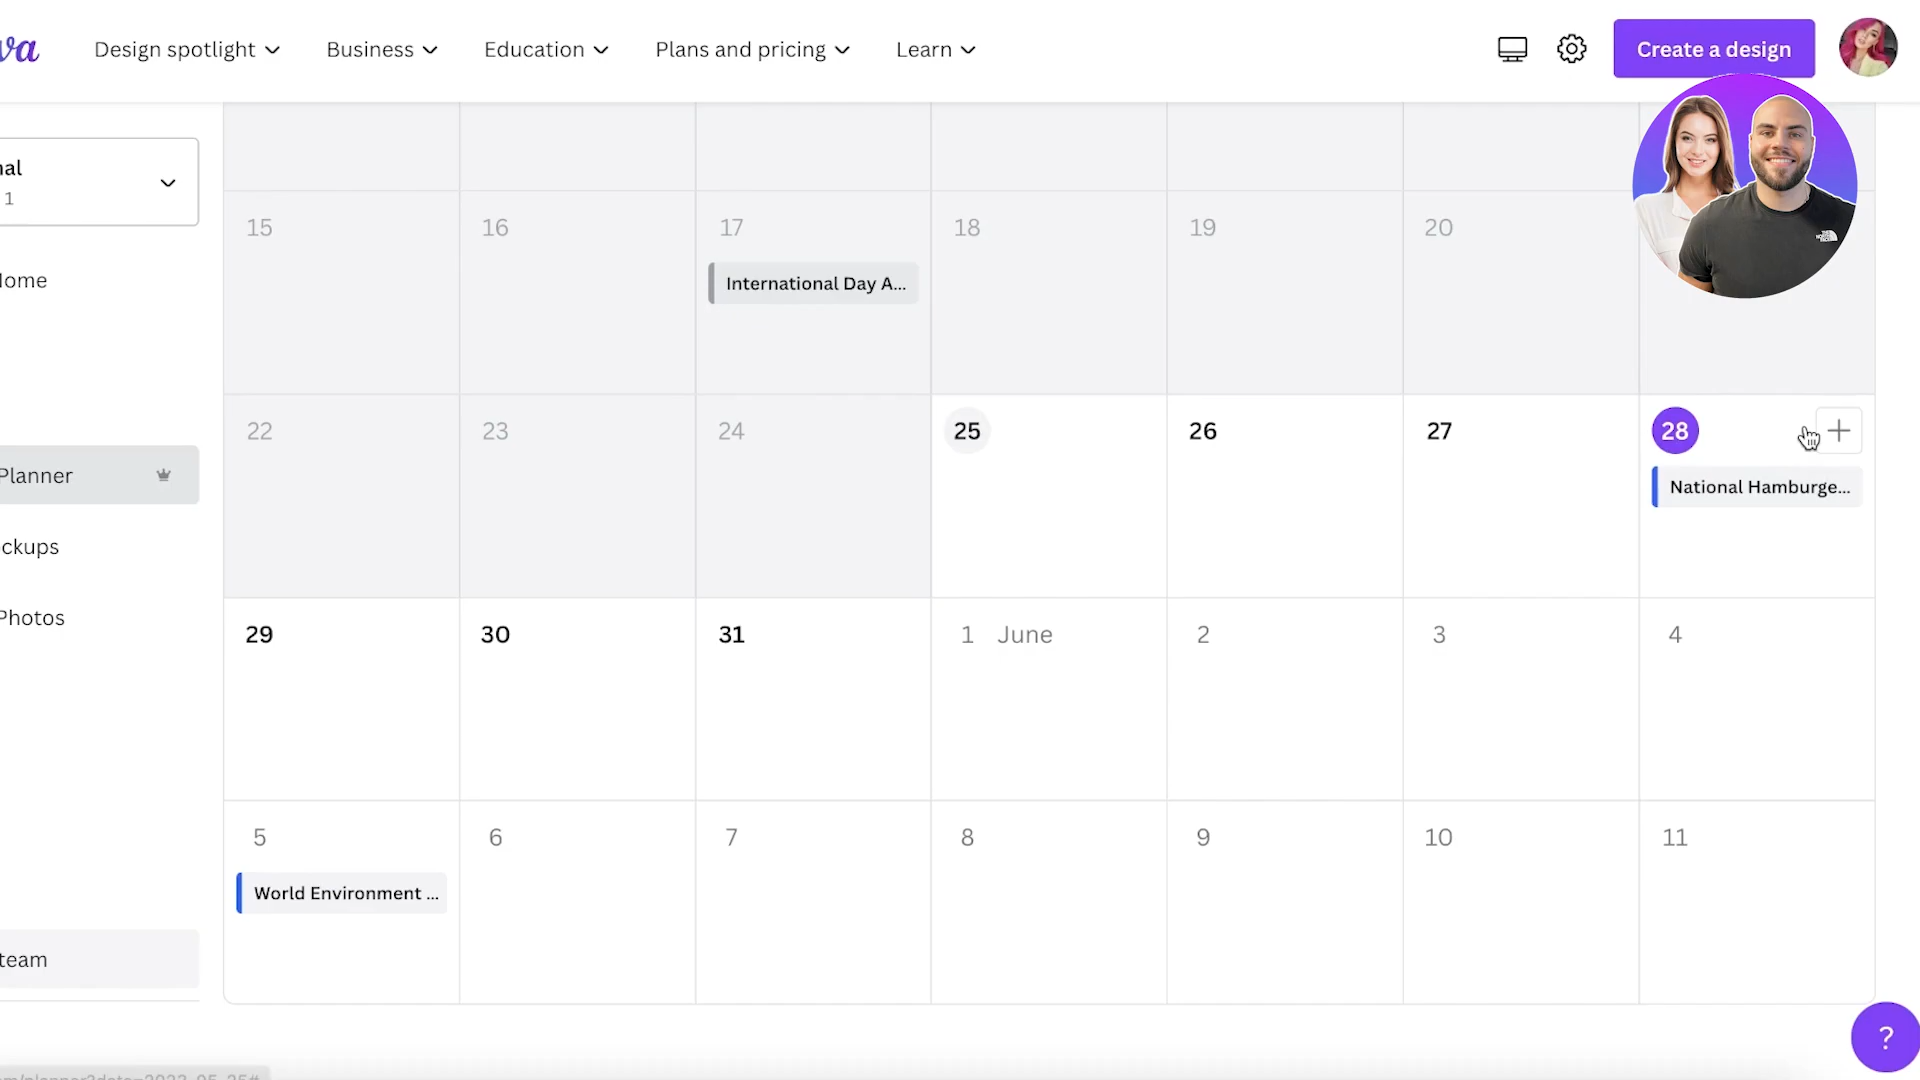 va
Design spotlight
Business
Education
Plans and pricing
Learn
Create a design
nal
1
ome
Planner
ckups
Photos
team
15
16
17
18
19
20
International Day A...
22
23
24
25
26
27
28
National Hamburge...
29
30
31
1 June
2
3
4
5
6
7
8
9
10
11
World Environment ...
?